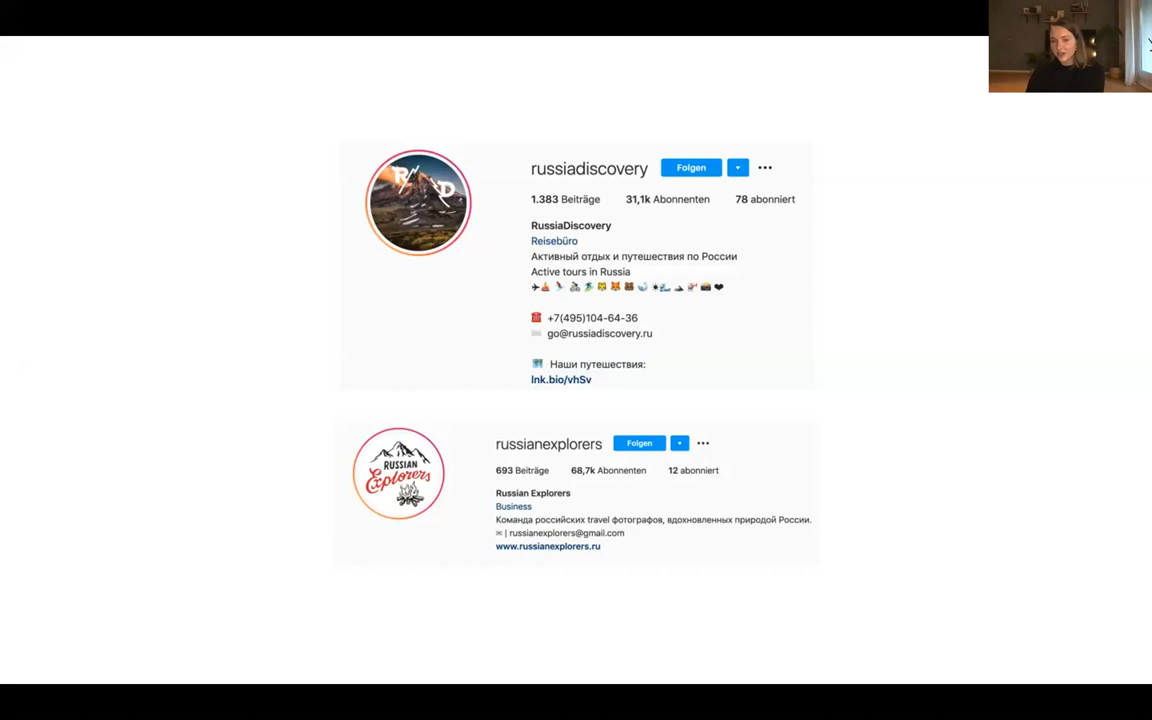 russiadiscovery Folgen
1.383 Beiträge 31,1k Abonnenten 78 abonniert
RussiaDiscovery
Reisebüro
Активный отдых и путешествия по России
Active tours in Russia
+7(495)104-64-36
go@russiadiscovery.ru
Наши путешествия:
lnk.bio/vhSv
R D
russianexplorers Folgen
693 Beiträge 68,7k Abonnenten 12 abonniert
Russian Explorers
Business
Команда российских travel фотографов, вдохновленных природой России.
| russianexplorers@gmail.com
www.russianexplorers.ru
RUSSIAN
Explorers